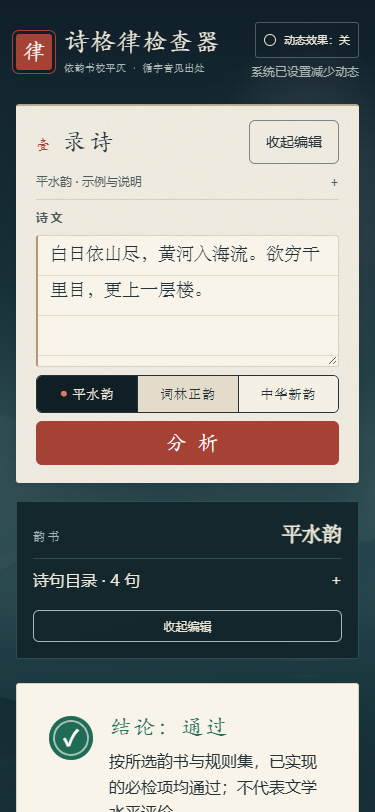 律
诗格律检查器
依韵书校平仄 · 循字音见出处
动态效果：关
系统已设置减少动态
壹 录诗
收起编辑
平水韵 · 示例与说明 +
诗文
白日依山尽，黄河入海流。欲穷千
里目，更上一层楼。
平水韵 词林正韵 中华新韵
分析
韵书 平水韵
诗句目录 · 4 句 +
收起编辑
结论：通过
按所选韵书与规则集，已实现
的必检项均通过；不代表文学
水平评价